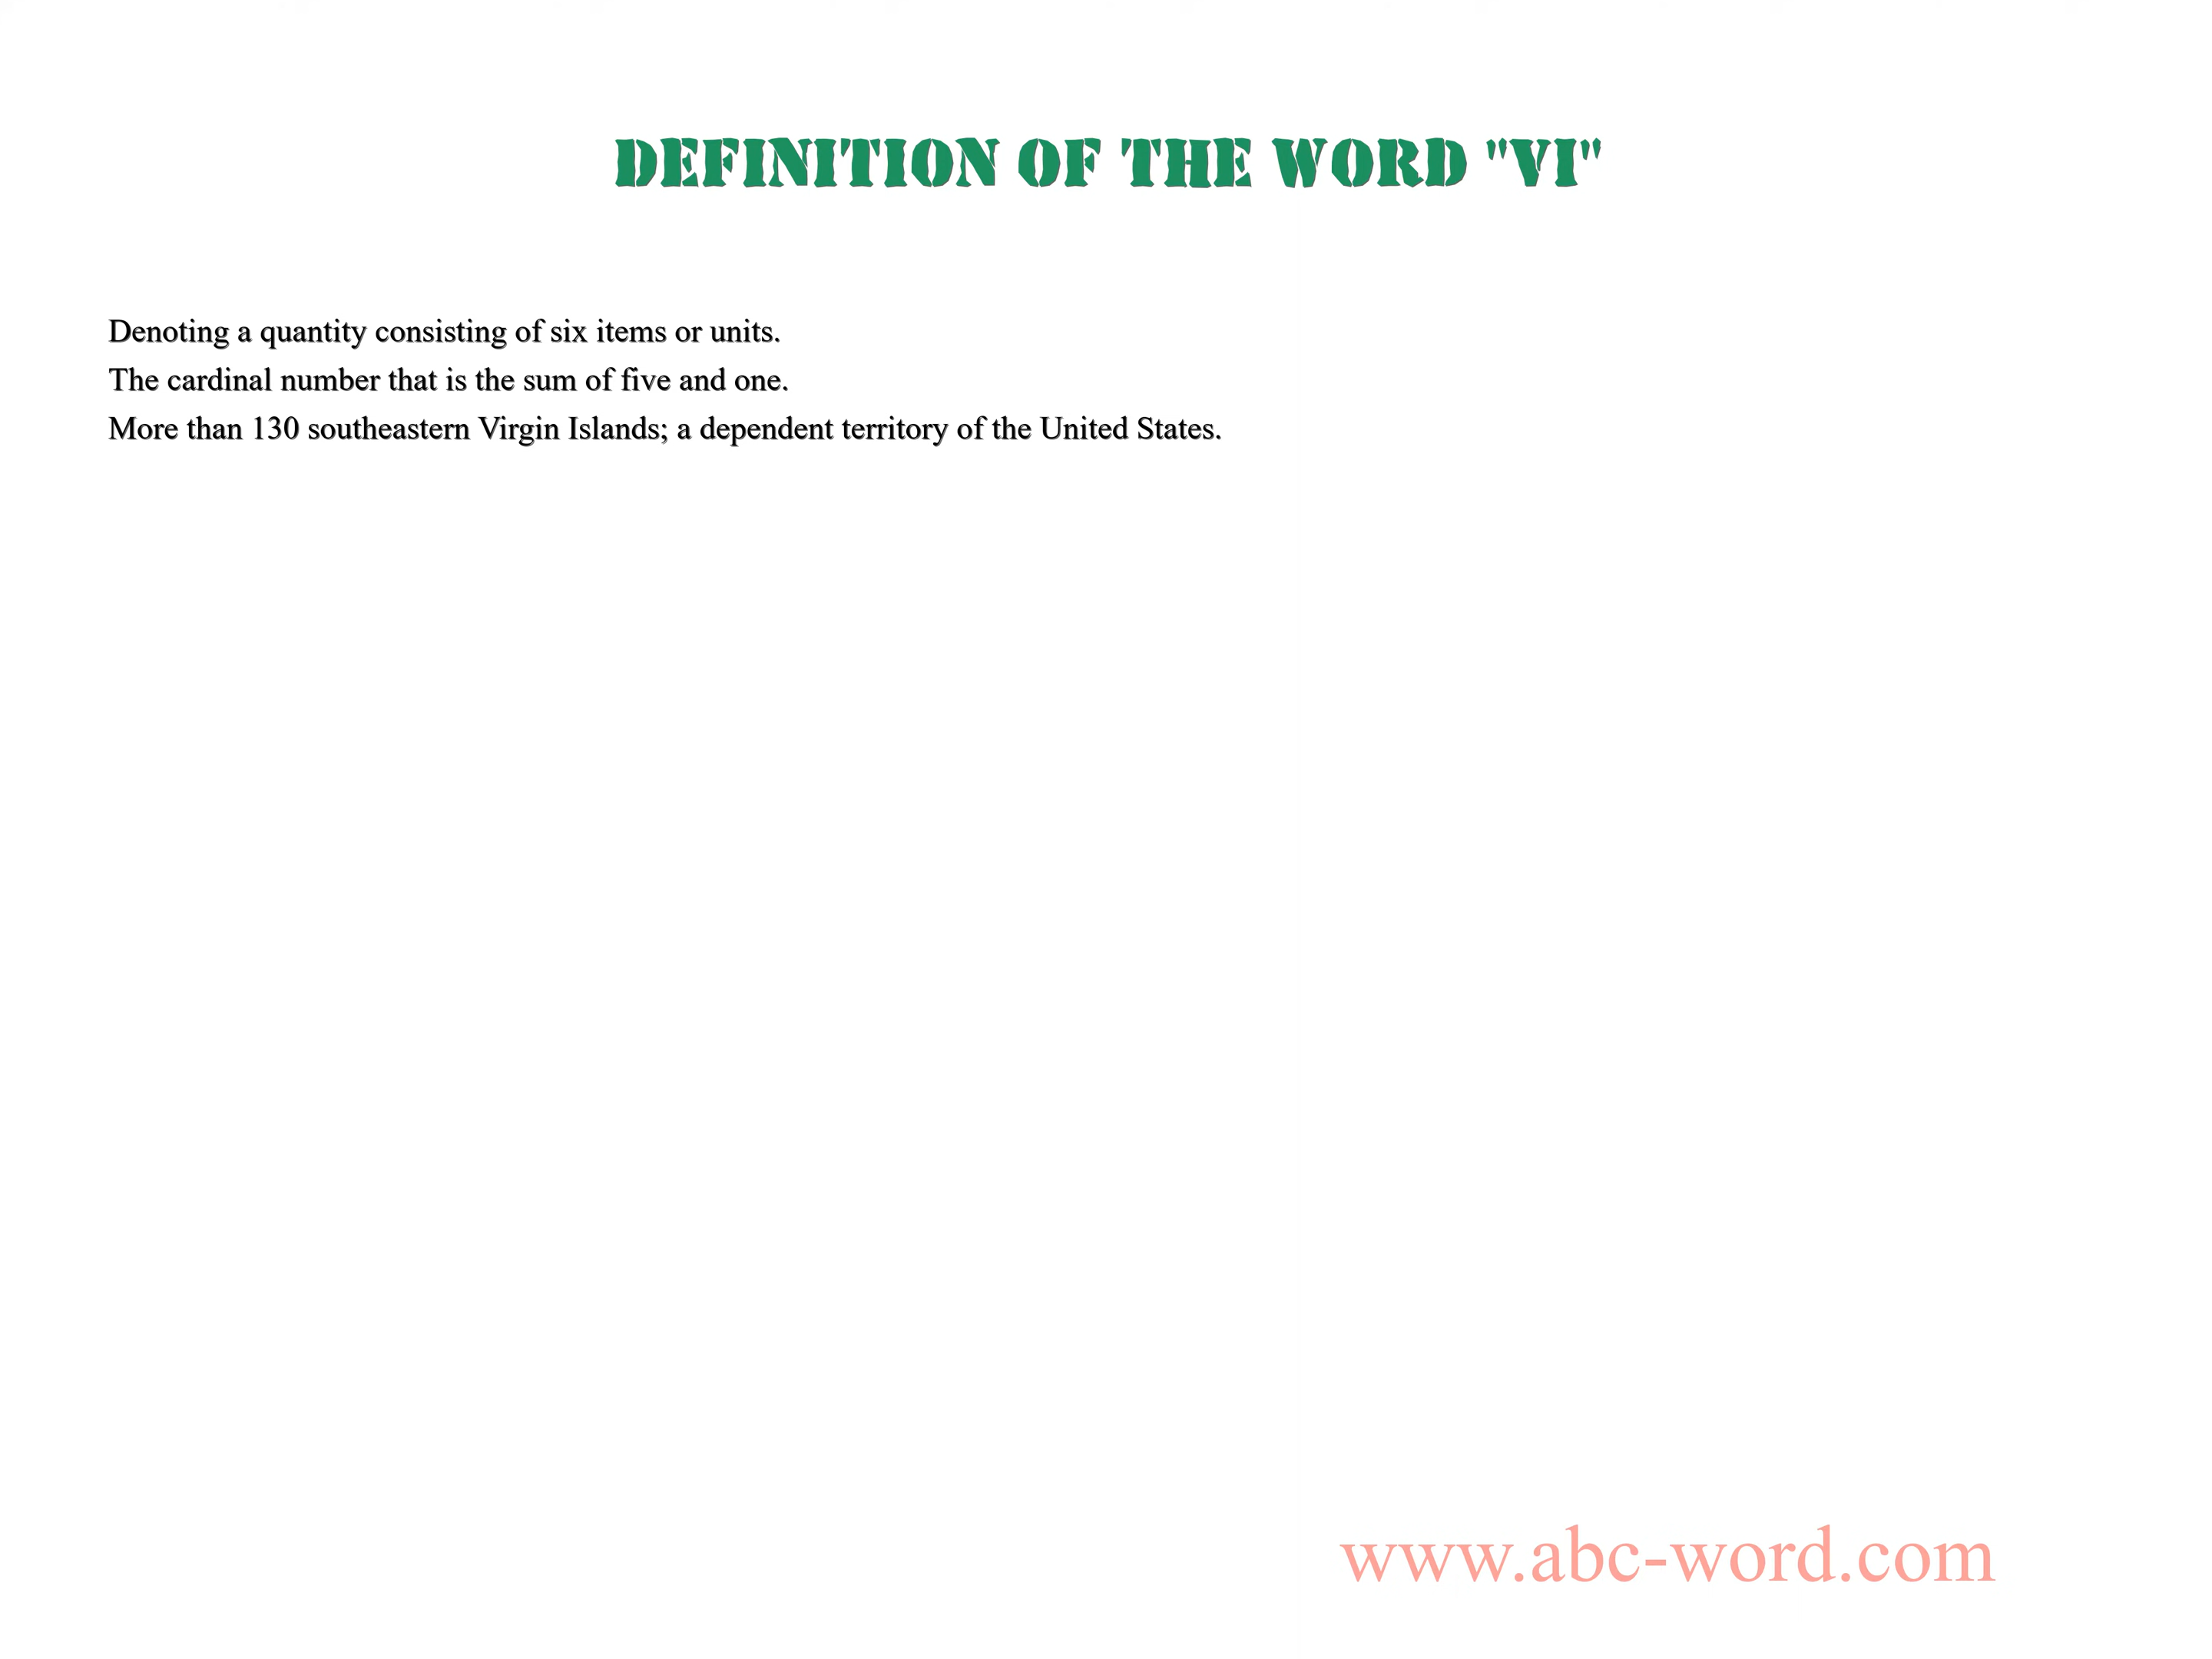 DEFINITION OF THE WORD "VI"
Denoting a quantity consisting of six items or units.
The cardinal number that is the sum of five and one.
More than 130 southeastern Virgin Islands; a dependent territory of the United States.
www.abc-word.com